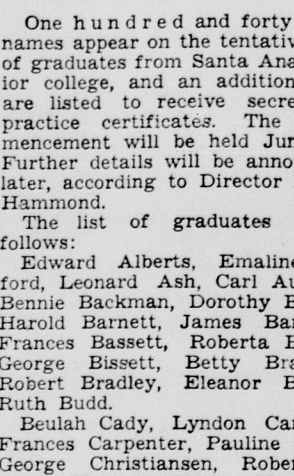 One hundred and forty
names appear on the tentativ
of graduates from Santa Ana
ior college, and an addition
are listed to receive secre
practice certificates. The
mencement will be held Jun
Further details will be anno
later, according to Director
Hammond.
The list of graduates
follows:
Edward Alberts, Emaline
ford, Leonard Ash, Carl Au
Bennie Backman, Dorothy B
Harold Barnett, James Bar
Frances Bassett, Roberta B
George Bissett, Betty Bra
Robert Bradley, Eleanor B
Ruth Budd.
Beulah Cady, Lyndon Car
Frances Carpenter, Pauline
George Christiansen, Rober